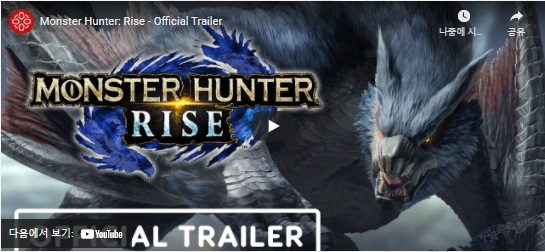 Monster Hunter: Rise - Official Trailer
나중에 시...
공유
MONSTER HUNTER
RISE
다음에서 보기: YouTube
AL TRAILER